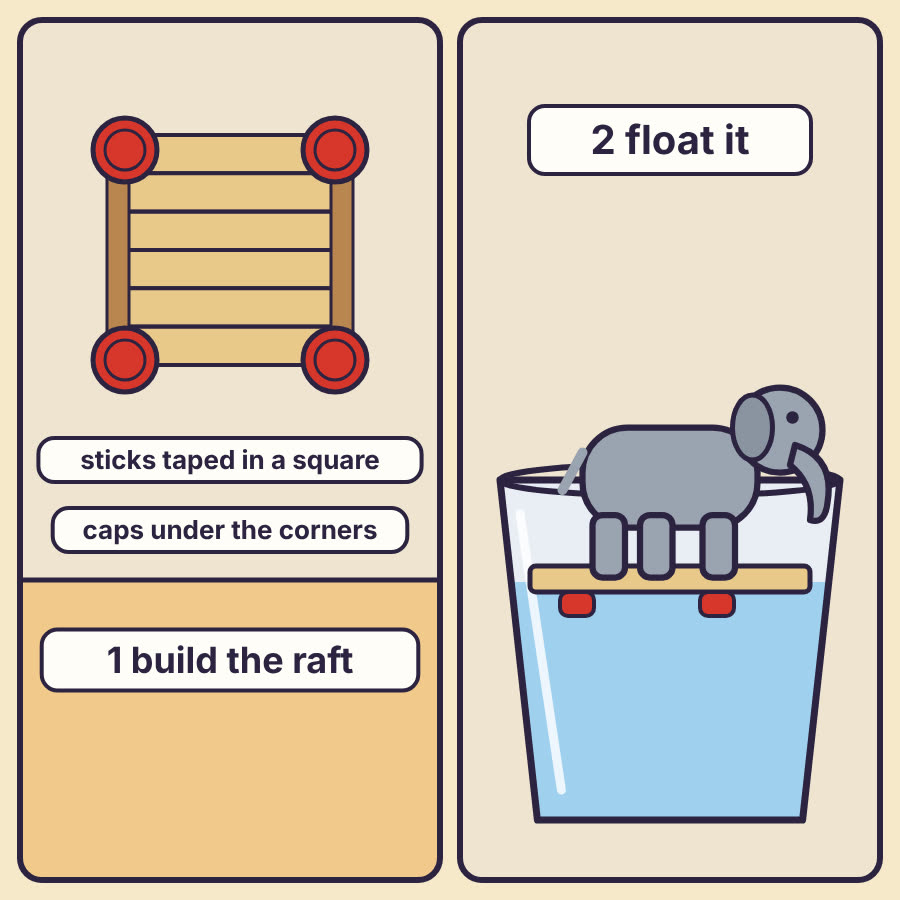 sticks taped in a square
caps under the corners
1 build the raft
2 float it